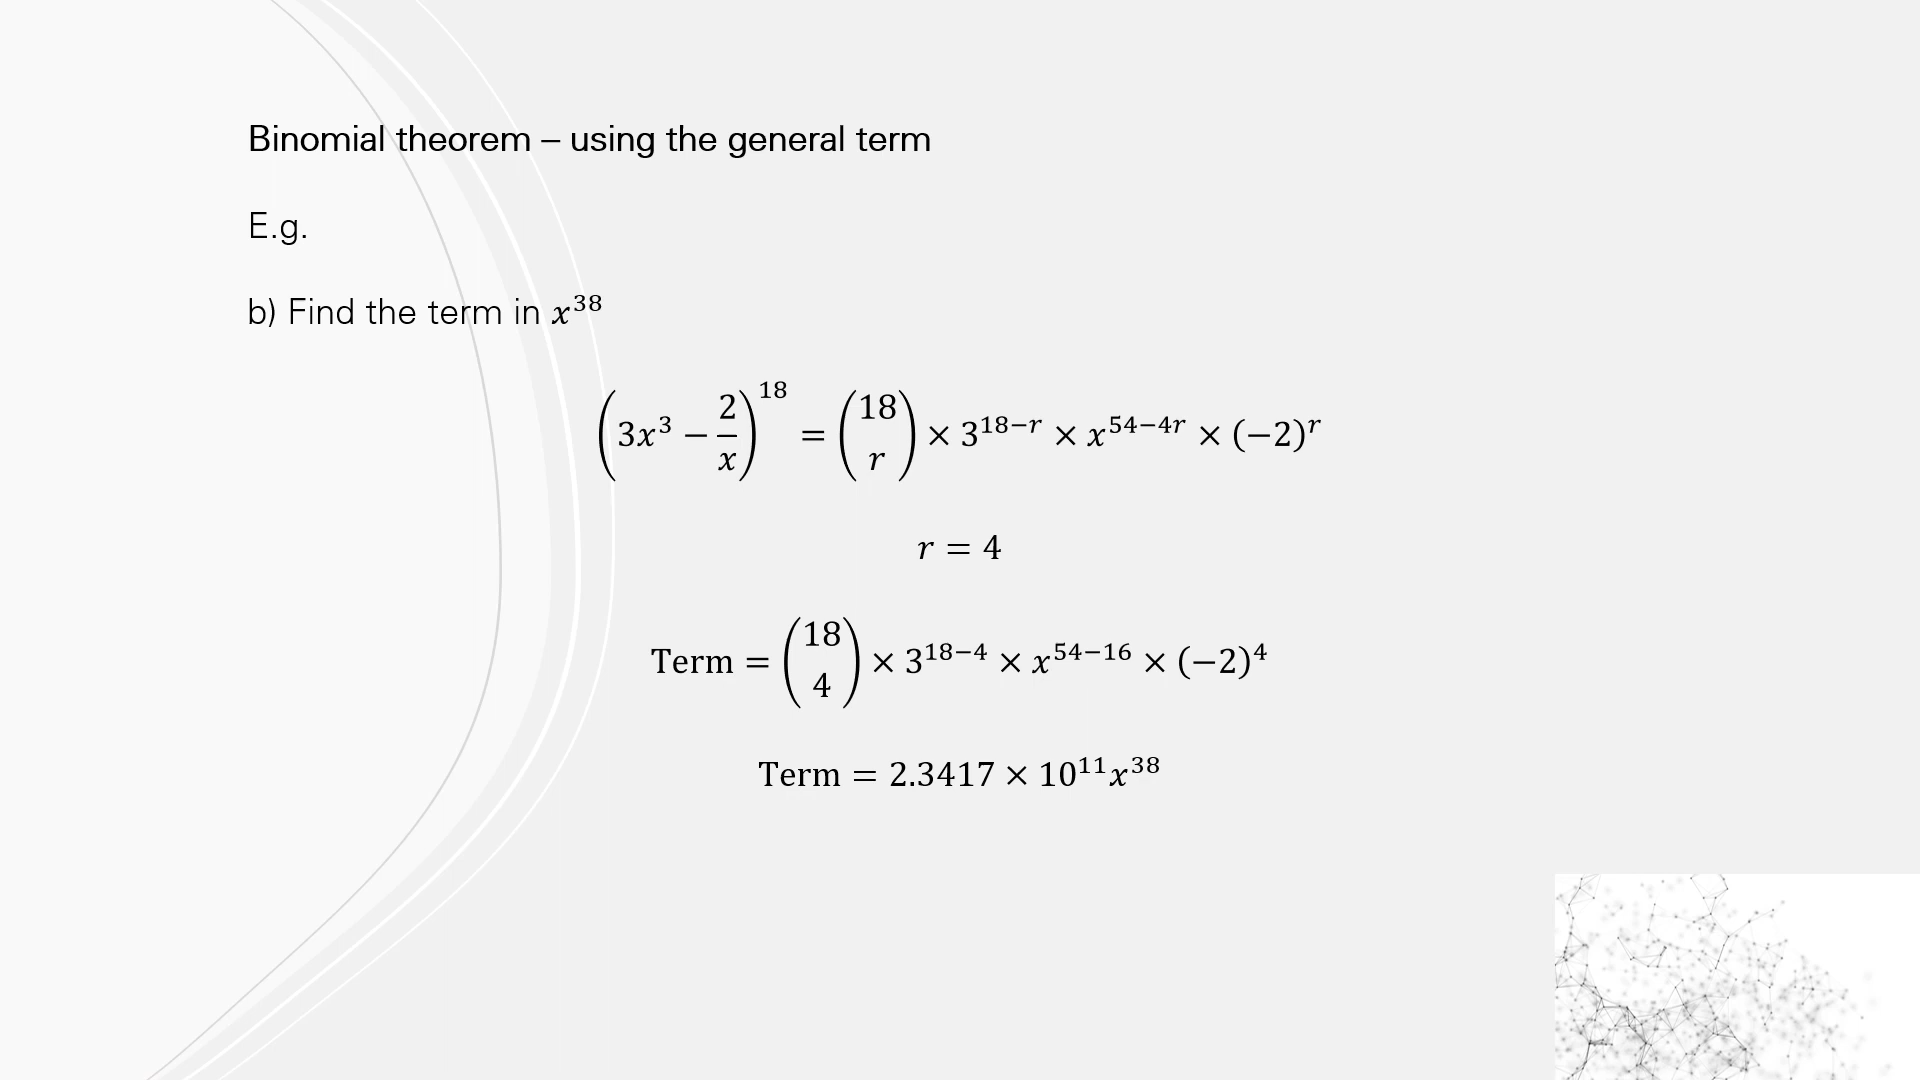 Binomial theorem – using the general term
E.g.
b) Find the term in $x^{38}$
$\left(3x^3 - \frac{2}{x}\right)^{18} = \binom{18}{r} \times 3^{18-r} \times x^{54-4r} \times (-2)^r$
$r = 4$
$\text{Term} = \binom{18}{4} \times 3^{18-4} \times x^{54-16} \times (-2)^4$
$\text{Term} = 2.3417 \times 10^{11} x^{38}$